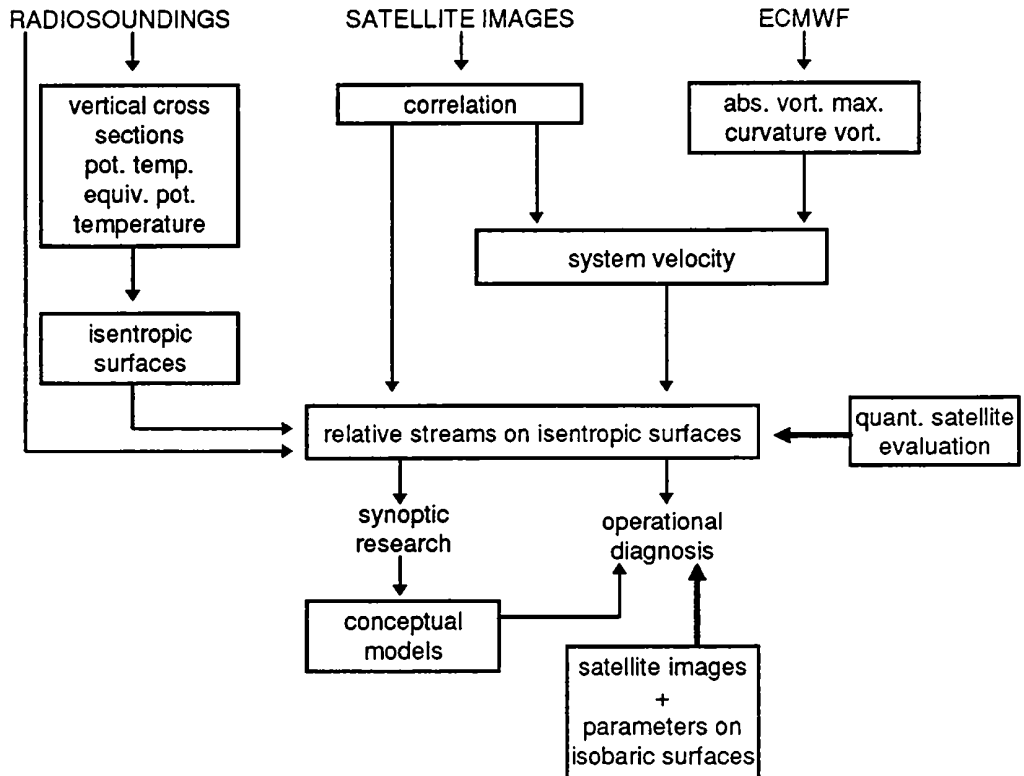 RADIOSOUNDINGS
SATELLITE IMAGES
ECMWF
vertical cross
sections
pot. temp.
equiv. pot.
temperature
correlation
abs. vort. max.
curvature vort.
system velocity
isentropic
surfaces
relative streams on isentropic surfaces
quant. satellite
evaluation
synoptic
research
operational
diagnosis
conceptual
models
satellite images
+
parameters on
isobaric surfaces